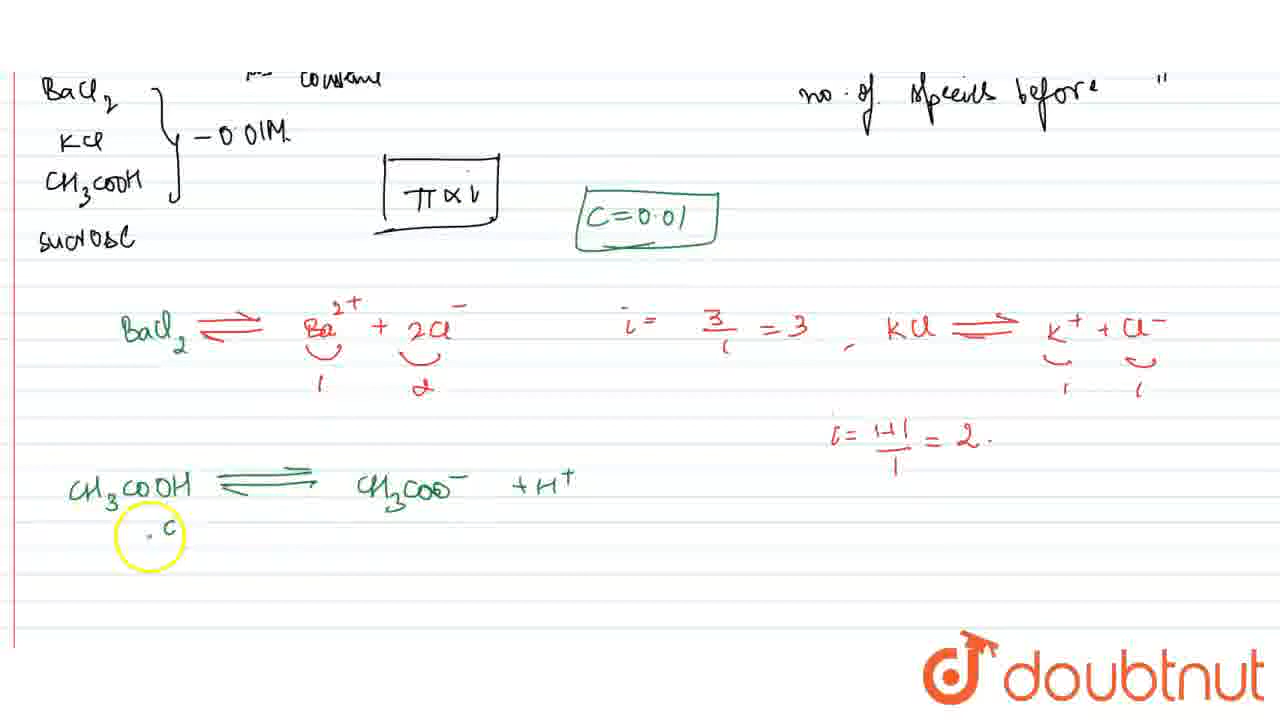 constant
BaCl2
KCl
CH3COOH
- 0.01M.
sucrose
π ∝ i
C = 0.01
no. of species before "
BaCl2 ⇌ Ba2+ + 2Cl−
1 2
i = 3/1 = 3 ,
KCl ⇌ K+ + Cl−
1 1
i = 1+1/1 = 2.
CH3COOH ⇌ CH3COO− + H+
C
doubtnut